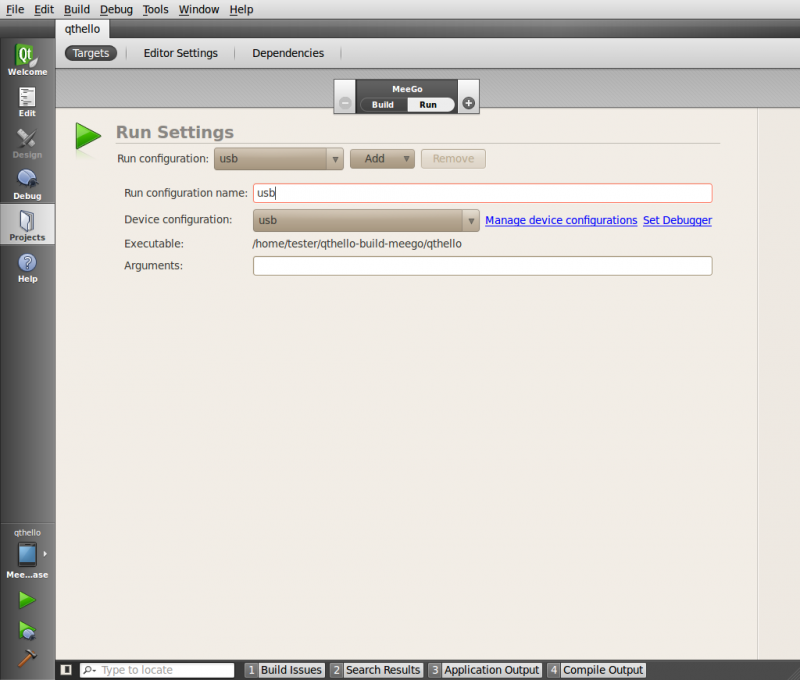 File Edit Build Debug Tools Window Help
qthello
Targets Editor Settings Dependencies
Qt
Welcome
Edit
Design
Debug
Projects
Help
MeeGo
Build Run
Run Settings
Run configuration: usb Add Remove
Run configuration name: usb
Device configuration: usb Manage device configurations Set Debugger
Executable: /home/tester/qthello-build-meego/qthello
Arguments:
qthello
Mee...ase
Type to locate 1 Build Issues 2 Search Results 3 Application Output 4 Compile Output